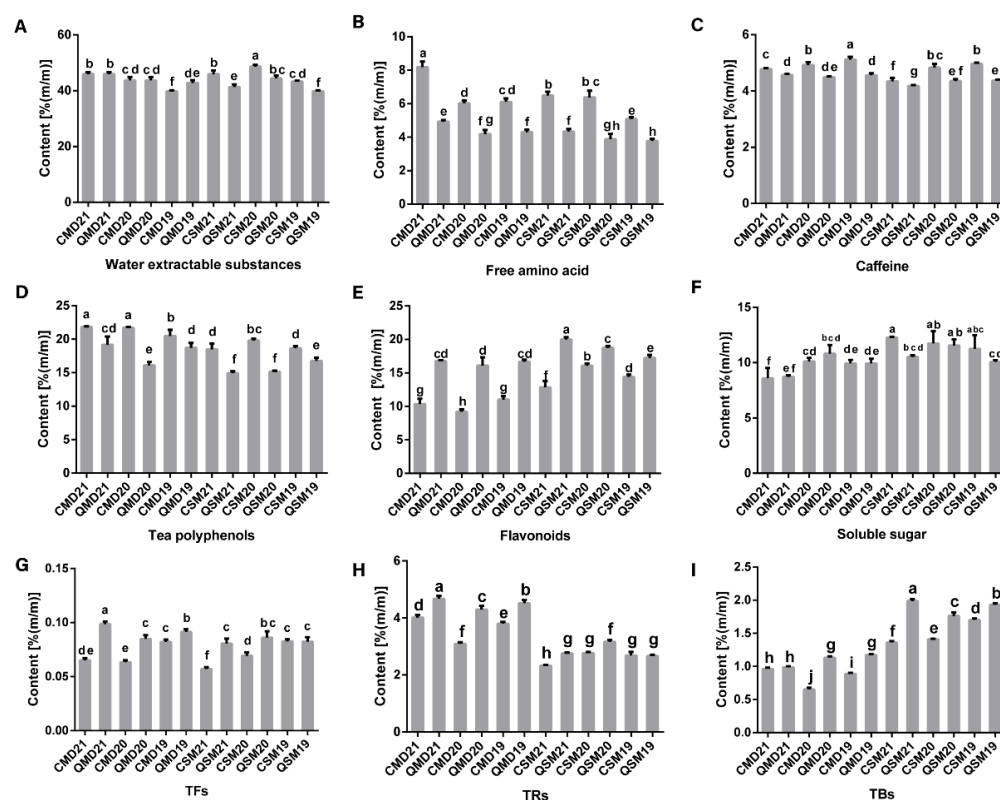 A
Content [%(m/m)]
60
40
20
0
b b cd cd f de b e a bc cd f
CMD21 QMD21 CMD20 QMD20 CMD19 QMD19 CSM21 QSM21 CSM20 QSM20 CSM19 QSM19
Water extractable substances
B
Content [%(m/m)]
10
8
6
4
2
0
a e d fg cd f c f bc gh e h
CMD21 QMD21 CMD20 QMD20 CMD19 QMD19 CSM21 QSM21 CSM20 QSM20 CSM19 QSM19
Free amino acid
C
Content [%(m/m)]
6
4
2
0
c d b de a d f g b ef b e
CMD21 QMD21 CMD20 QMD20 CMD19 QMD19 CSM21 QSM21 CSM20 QSM20 CSM19 QSM19
Caffeine
D
Content [%(m/m)]
25
20
15
10
5
0
a cd a e b d d f bc f d e
CMD21 QMD21 CMD20 QMD20 CMD19 QMD19 CSM21 QSM21 CSM20 QSM20 CSM19 QSM19
Tea polyphenols
E
Content [%(m/m)]
25
20
15
10
5
0
g cd h d g cd f a b c d e
CMD21 QMD21 CMD20 QMD20 CMD19 QMD19 CSM21 QSM21 CSM20 QSM20 CSM19 QSM19
Flavonoids
F
Content [%(m/m)]
15
10
5
0
f ef cd bcd de de a bcd ab ab abc cd
CMD21 QMD21 CMD20 QMD20 CMD19 QMD19 CSM21 QSM21 CSM20 QSM20 CSM19 QSM19
Soluble sugar
G
Content [%(m/m)]
0.15
0.10
0.05
0.00
de a e c c b f c d bc c c
CMD21 QMD21 CMD20 QMD20 CMD19 QMD19 CSM21 QSM21 CSM20 QSM20 CSM19 QSM19
TFs
H
Content [%(m/m)]
6
4
2
0
d a f c e b h g g f g g
CMD21 QMD21 CMD20 QMD20 CMD19 QMD19 CSM21 QSM21 CSM20 QSM20 CSM19 QSM19
TRs
I
Content [%(m/m)]
2.5
2.0
1.5
1.0
0.5
0.0
h h j g i g f a e c d b
CMD21 QMD21 CMD20 QMD20 CMD19 QMD19 CSM21 QSM21 CSM20 QSM20 CSM19 QSM19
TBs